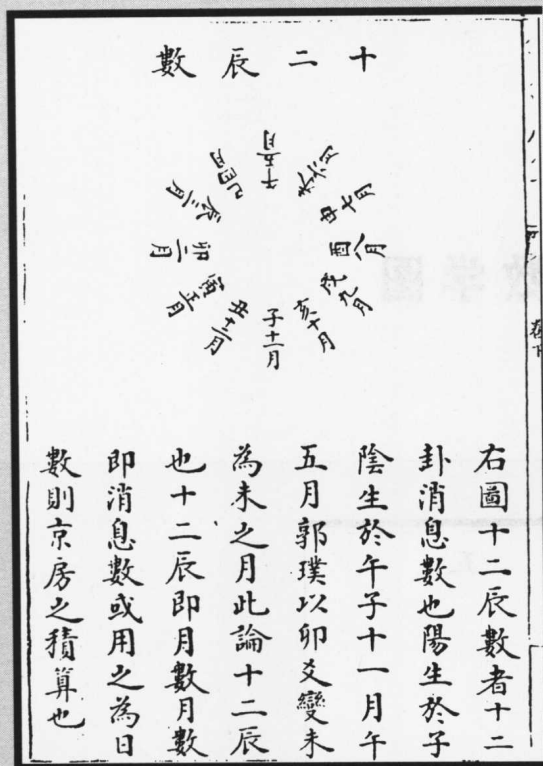 十二辰數
午五月
未六月
申七月
酉八月
戌九月
亥十月
子十一月
丑十二月
寅正月
卯二月
辰三月
巳四月
右圖十二辰數者十二
卦消息數也陽生於子
陰生於午子十一月午
五月郭璞以卯爻變未
為未之月此論十二辰
也十二辰即月數月數
即消息數或用之為日
數則京房之積算也